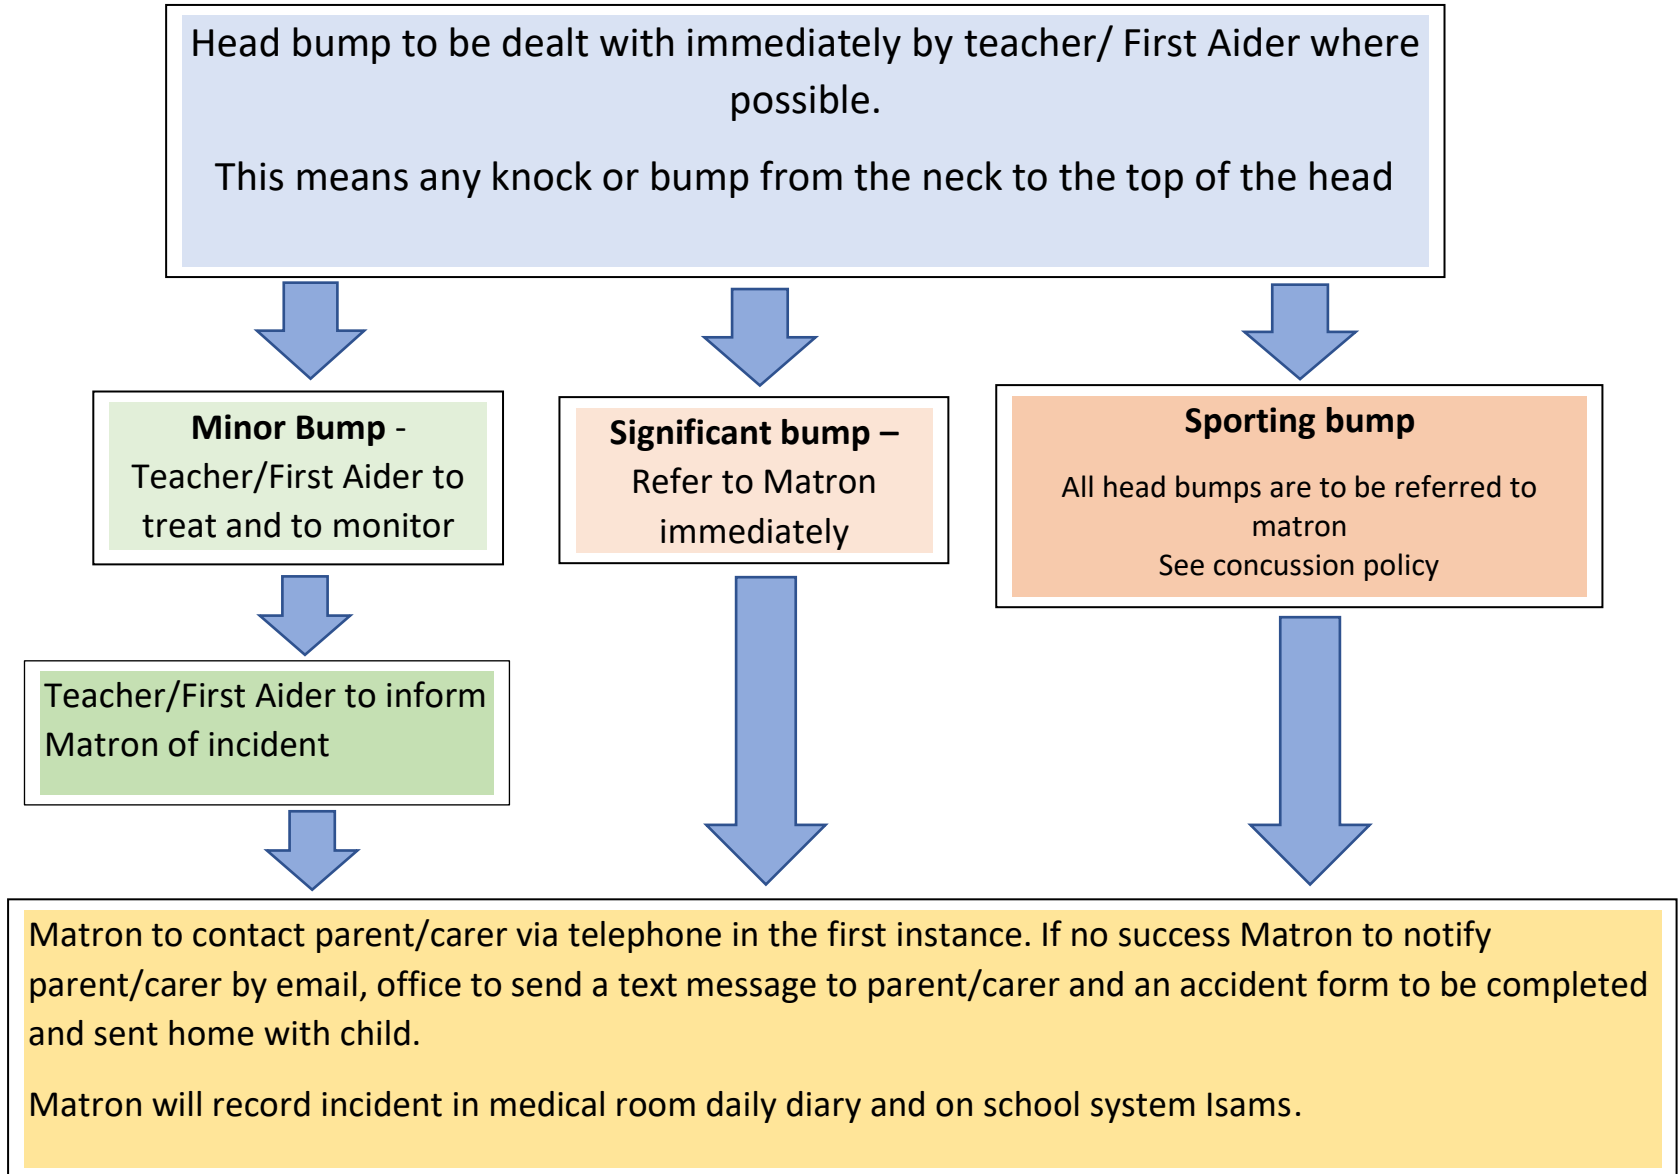 Head bump to be dealt with immediately by teacher/ First Aider where
possible.
This means any knock or bump from the neck to the top of the head
Minor Bump -
Teacher/First Aider to
treat and to monitor
Significant bump –
Refer to Matron
immediately
Sporting bump
All head bumps are to be referred to
matron
See concussion policy
Teacher/First Aider to inform
Matron of incident
Matron to contact parent/carer via telephone in the first instance. If no success Matron to notify
parent/carer by email, office to send a text message to parent/carer and an accident form to be completed
and sent home with child.
Matron will record incident in medical room daily diary and on school system Isams.